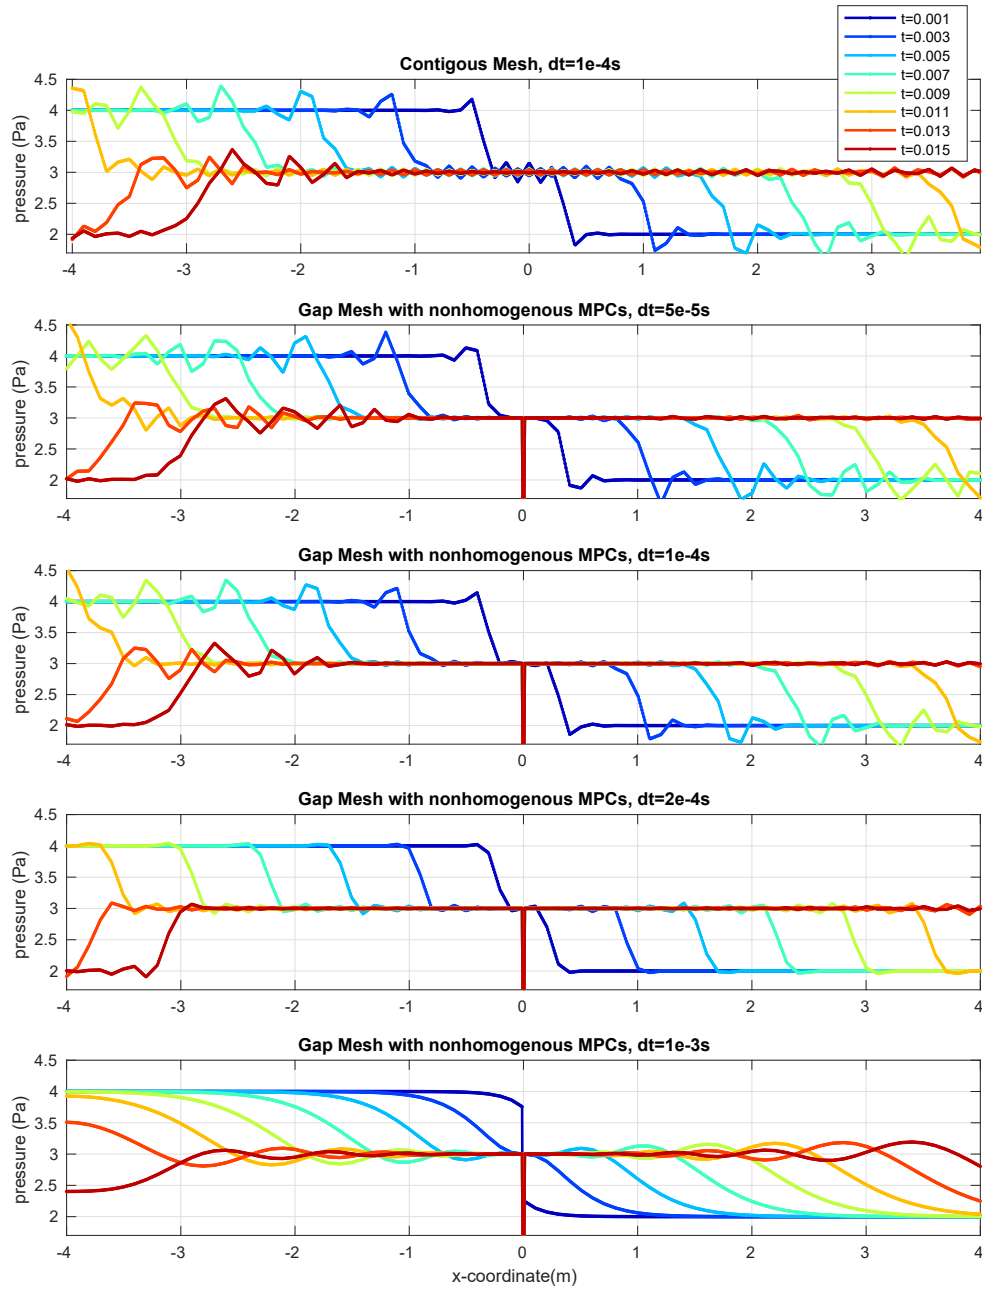 t=0.001
t=0.003
t=0.005
t=0.007
t=0.009
t=0.011
t=0.013
t=0.015
Contigous Mesh, dt=1e-4s
4.5
4
3.5
3
2.5
2
pressure (Pa)
-4 -3 -2 -1 0 1 2 3
Gap Mesh with nonhomogenous MPCs, dt=5e-5s
4.5
4
3.5
3
2.5
2
pressure (Pa)
-4 -3 -2 -1 0 1 2 3 4
Gap Mesh with nonhomogenous MPCs, dt=1e-4s
4.5
4
3.5
3
2.5
2
pressure (Pa)
-4 -3 -2 -1 0 1 2 3 4
Gap Mesh with nonhomogenous MPCs, dt=2e-4s
4.5
4
3.5
3
2.5
2
pressure (Pa)
-4 -3 -2 -1 0 1 2 3 4
Gap Mesh with nonhomogenous MPCs, dt=1e-3s
4.5
4
3.5
3
2.5
2
pressure (Pa)
-4 -3 -2 -1 0 1 2 3 4
x-coordinate(m)